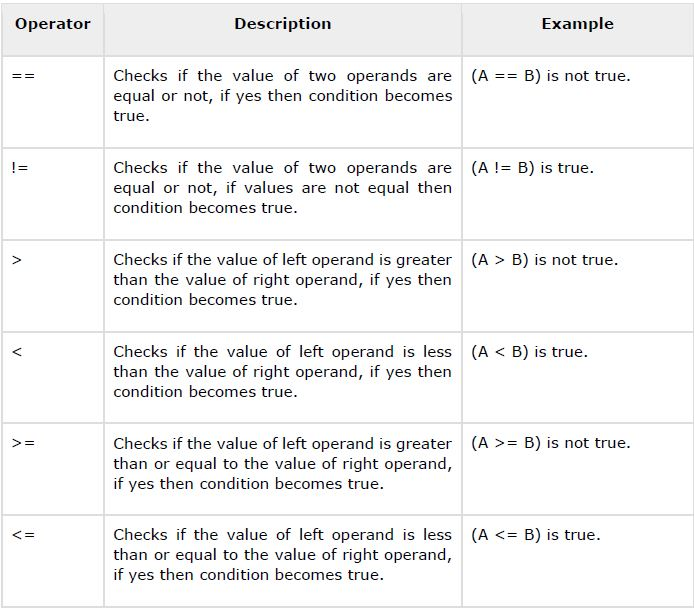 Operator Description Example
== Checks if the value of two operands are (A == B) is not true.
equal or not, if yes then condition becomes
true.
!= Checks if the value of two operands are (A != B) is true.
equal or not, if values are not equal then
condition becomes true.
> Checks if the value of left operand is greater (A > B) is not true.
than the value of right operand, if yes then
condition becomes true.
< Checks if the value of left operand is less (A < B) is true.
than the value of right operand, if yes then
condition becomes true.
>= Checks if the value of left operand is greater (A >= B) is not true.
than or equal to the value of right operand,
if yes then condition becomes true.
<= Checks if the value of left operand is less (A <= B) is true.
than or equal to the value of right operand,
if yes then condition becomes true.